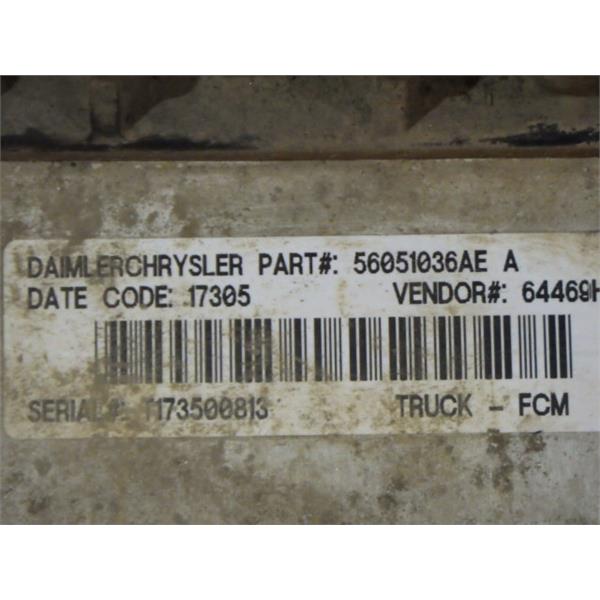 DAIMLERCHRYSLER PART#: 56051036AE A
DATE CODE: 17305 VENDOR#: 64469H
SERIAL#: T173500813 TRUCK - FCM